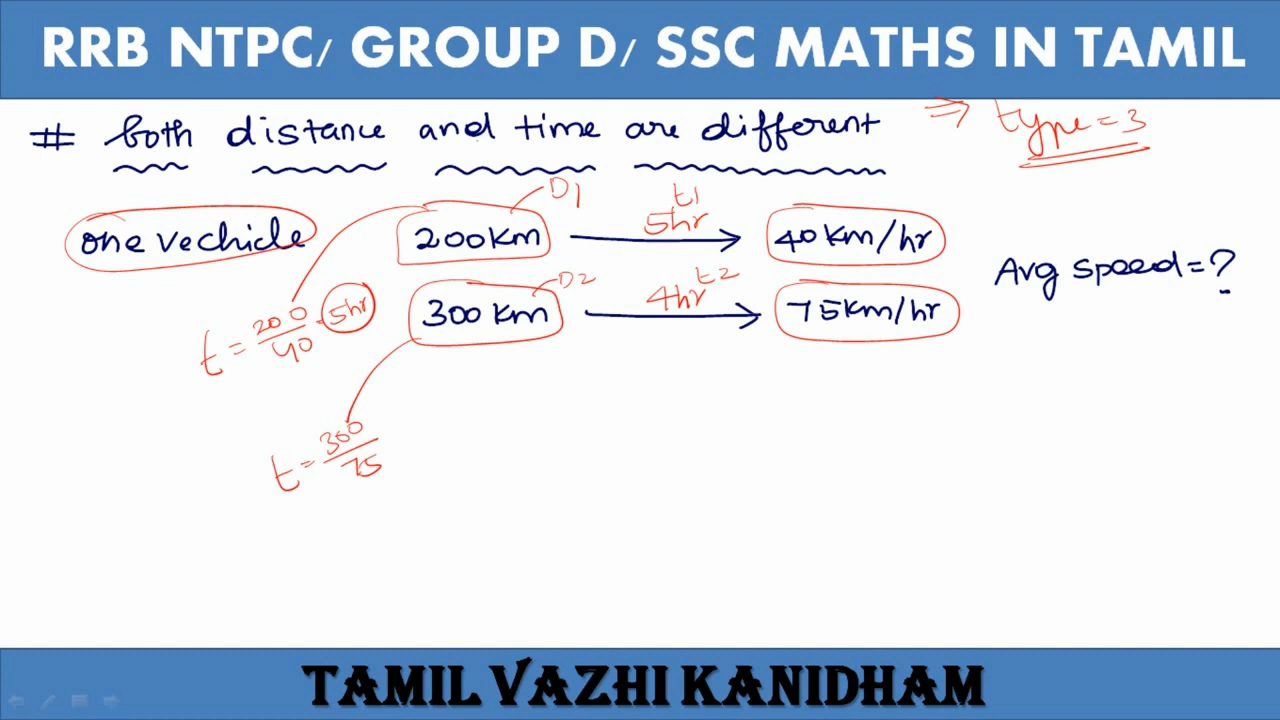 RRB NTPC/ GROUP D/ SSC MATHS IN TAMIL
# both distance and time are different ⇒ type = 3
one vechicle 200km D1 t1 5hr 40km/hr
300km D2 t2 4hr 75km/hr
Avg speed = ?
t = 200/40 5hr
t = 300/75
TAMIL VAZHI KANIDHAM